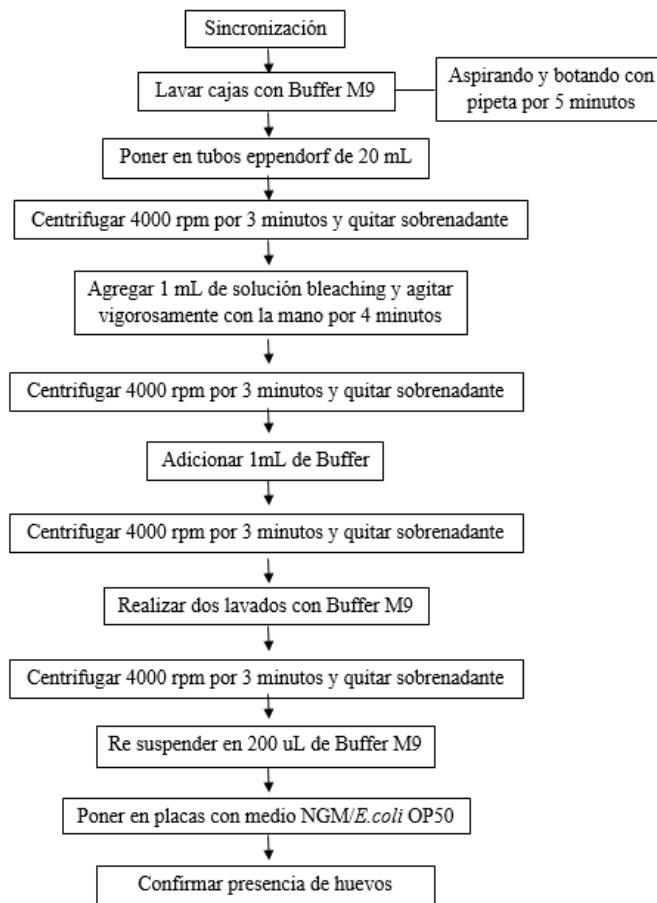 Sincronización
Lavar cajas con Buffer M9
Aspirando y botando con
pipeta por 5 minutos
Poner en tubos eppendorf de 20 mL
Centrifugar 4000 rpm por 3 minutos y quitar sobrenadante
Agregar 1 mL de solución bleaching y agitar
vigorosamente con la mano por 4 minutos
Centrifugar 4000 rpm por 3 minutos y quitar sobrenadante
Adicionar 1mL de Buffer
Centrifugar 4000 rpm por 3 minutos y quitar sobrenadante
Realizar dos lavados con Buffer M9
Centrifugar 4000 rpm por 3 minutos y quitar sobrenadante
Re suspender en 200 uL de Buffer M9
Poner en placas con medio NGM/E.coli OP50
Confirmar presencia de huevos